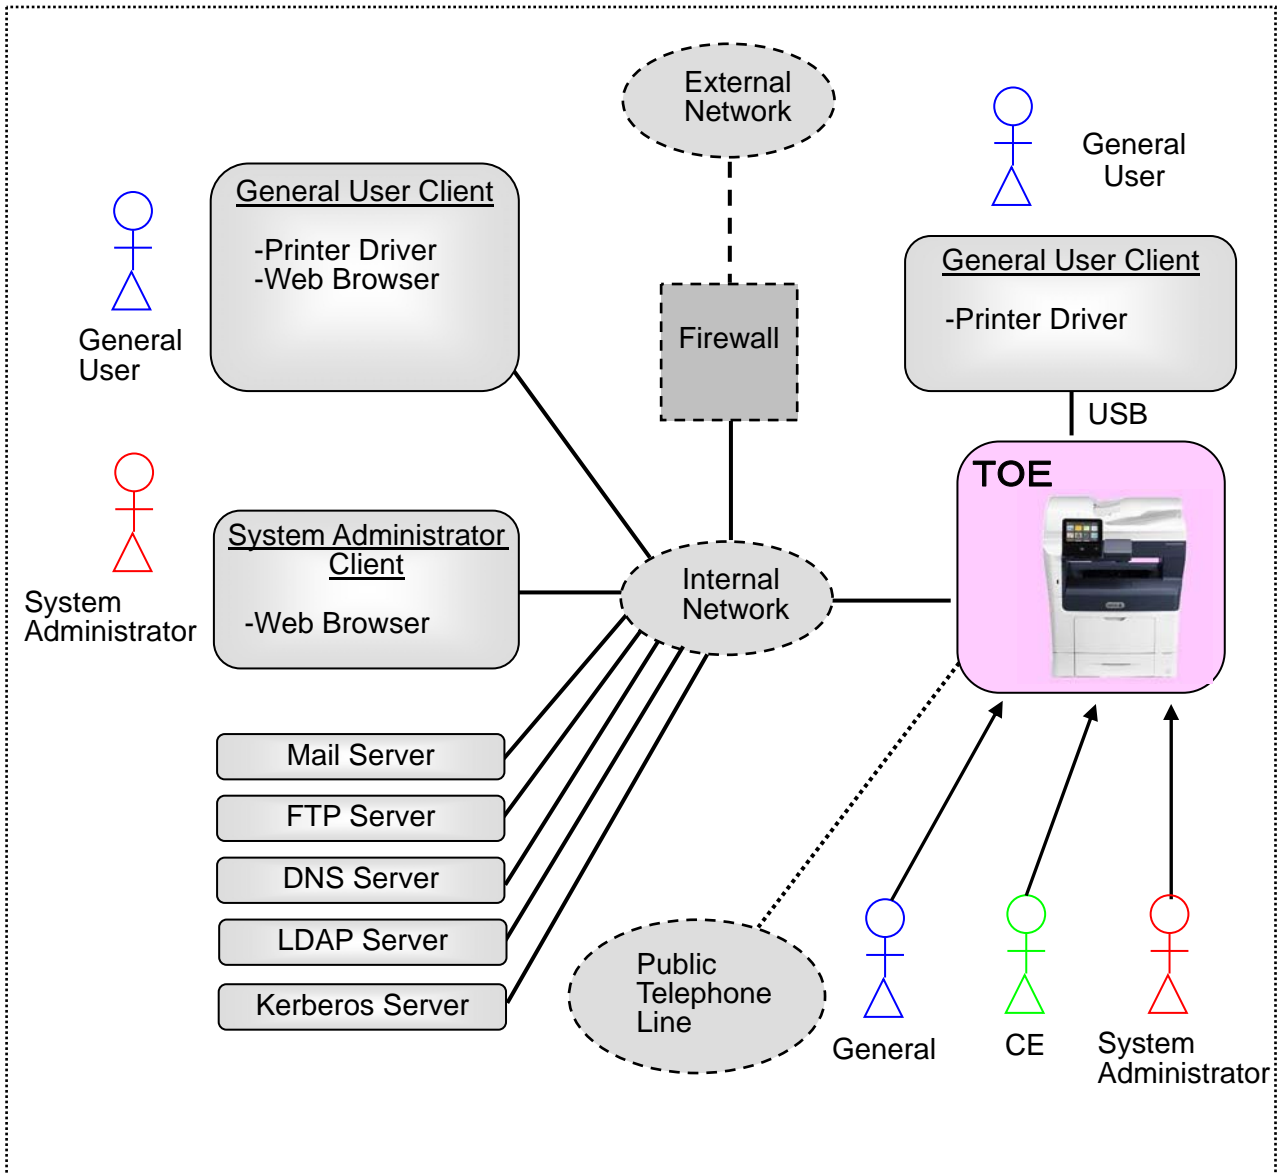 External
Network
General
User
General User Client
-Printer Driver
-Web Browser
General
User
General User Client
-Printer Driver
Firewall
USB
TOE
System Administrator
Client
-Web Browser
System
Administrator
Internal
Network
Mail Server
FTP Server
DNS Server
LDAP Server
Kerberos Server
Public
Telephone
Line
General
CE
System
Administrator